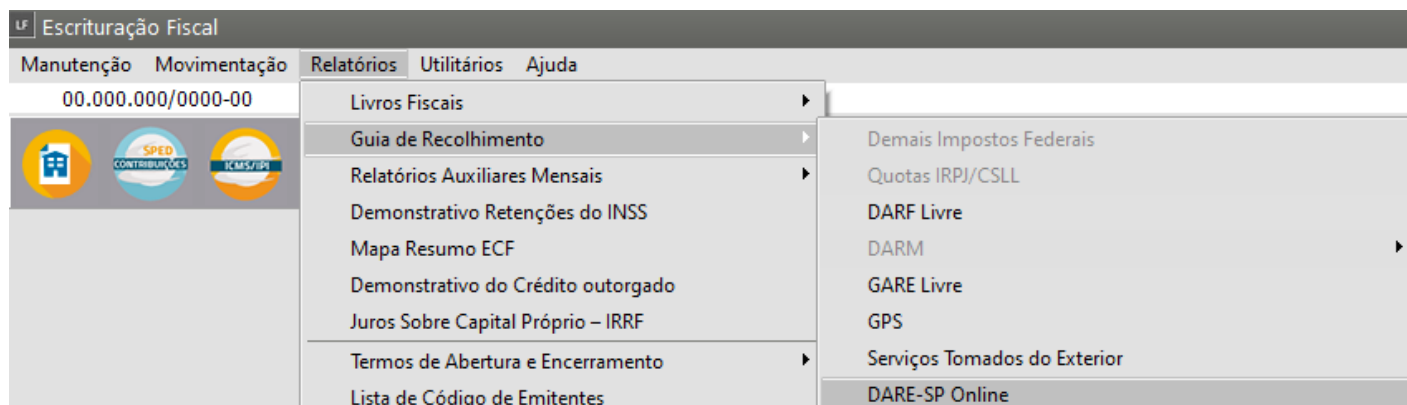 LF Escrituração Fiscal
Manutenção Movimentação Relatórios Utilitários Ajuda
00.000.000/0000-00
SPED
CONTRIBUIÇÕES
ICMS/IPI
Livros Fiscais
Guia de Recolhimento
Relatórios Auxiliares Mensais
Demonstrativo Retenções do INSS
Mapa Resumo ECF
Demonstrativo do Crédito outorgado
Juros Sobre Capital Próprio – IRRF
Termos de Abertura e Encerramento
Lista de Código de Emitentes
Demais Impostos Federais
Quotas IRPJ/CSLL
DARF Livre
DARM
GARE Livre
GPS
Serviços Tomados do Exterior
DARE-SP Online